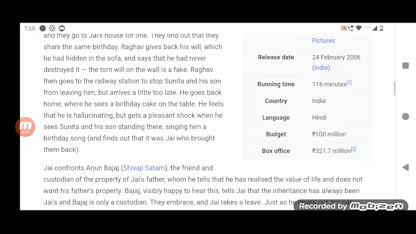 7:56
and they go to Jai's house for one. They find out that they
share the same birthday. Raghav gives back his will, which
he had hidden in the sofa, and says that he had never
destroyed it — the torn will on the wall is a fake. Raghav
then goes to the railway station to stop Sunita and his son
from leaving him, but arrives a little too late. He goes back
home, where he sees a birthday cake on the table. He feels
that he is hallucinating, but gets a pleasant shock when he
sees Sunita and his son standing there, singing him a
birthday song (and finds out that it was Jai who brought
them back).
Pictures
Release date 24 February 2006
(India)
Running time 116 minutes[1]
Country India
Language Hindi
Budget ₹100 million
Box office ₹321.7 million[2]
Jai confronts Arjun Bajaj (Shivaji Satam), the friend and
custodian of the property of Jai's father, whom he tells that he has realised the value of life and does not
want his father's property. Bajaj, visibly happy to hear this, tells Jai that the inheritance has always been
Jai's and Bajaj is only a custodian. They embrace, and Jai takes a leave. Just as he
Recorded by Mobizen